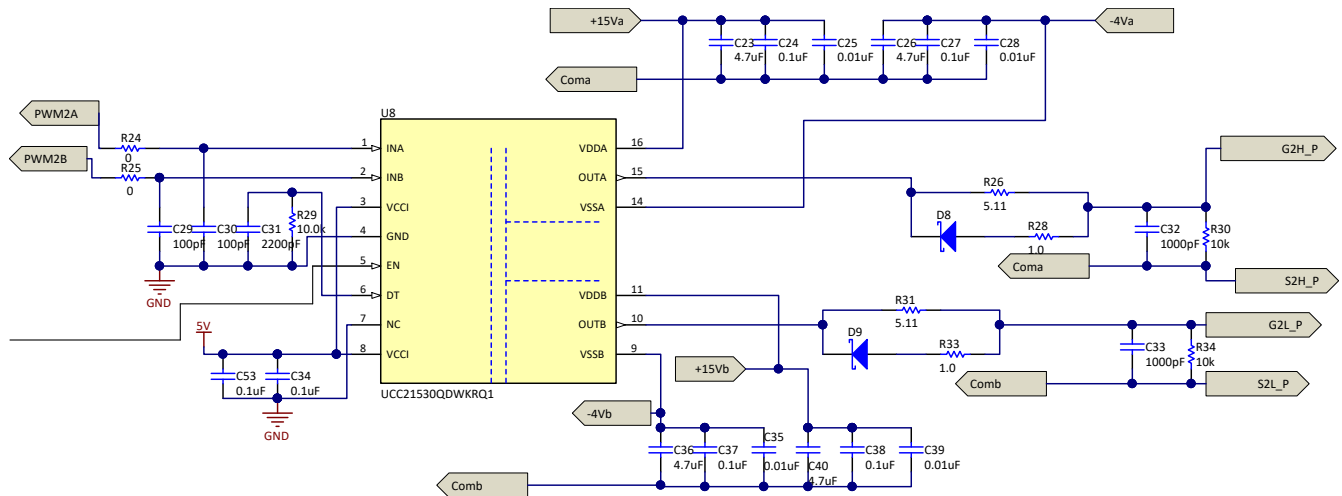 +15Va
-4Va
C23
4.7uF
C24
0.1uF
C25
0.01uF
C26
4.7uF
C27
0.1uF
C28
0.01uF
Coma
U8
PWM2A
R24
0
PWM2B
R25
0
1
INA
2
INB
3
VCCI
4
GND
5
EN
6
DT
7
NC
8
VCCI
VDDA
16
OUTA
15
VSSA
14
VDDB
11
OUTB
10
VSSB
9
UCC21530QDWKRQ1
C29
100pF
C30
100pF
C31
2200pF
R29
10.0k
GND
5V
C53
0.1uF
C34
0.1uF
GND
R26
5.11
D8
R28
1.0
C32
1000pF
R30
10k
G2H_P
Coma
S2H_P
R31
5.11
D9
R33
1.0
C33
1000pF
R34
10k
G2L_P
Comb
S2L_P
+15Vb
-4Vb
C36
4.7uF
C37
0.1uF
C35
0.01uF
C40
4.7uF
C38
0.1uF
C39
0.01uF
Comb